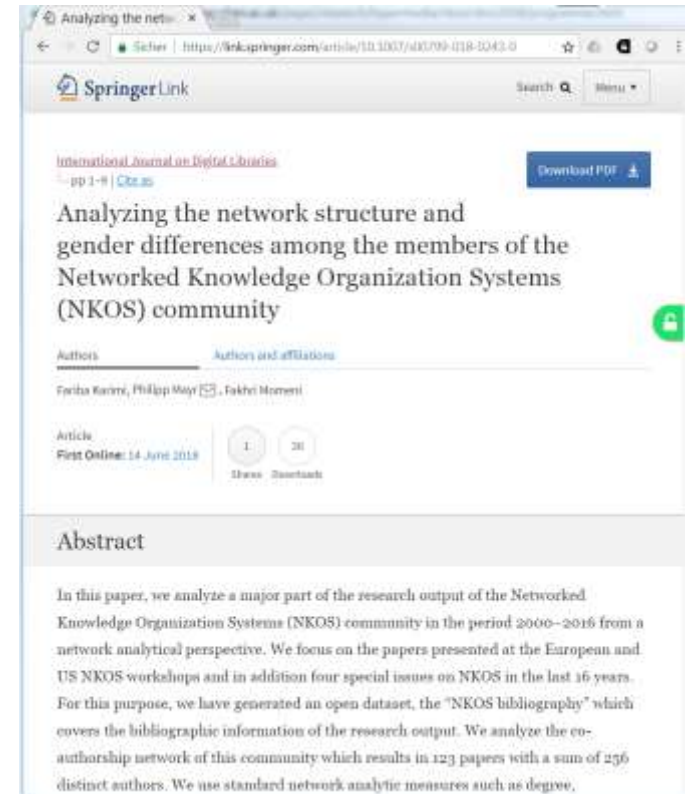 Analyzing the net
Sicher https://link.springer.com/article/10.1007/s00799-018-0243-0
SpringerLink
Search
Menu
International Journal on Digital Libraries
pp 1–9 | Cite as
Download PDF
Analyzing the network structure and
gender differences among the members of the
Networked Knowledge Organization Systems
(NKOS) community
Authors
Authors and affiliations
Fariba Karimi, Philipp Mayr , Fakhri Momeni
Article
First Online: 14 June 2018
1
Shares
Downloads
Abstract
In this paper, we analyze a major part of the research output of the Networked
Knowledge Organization Systems (NKOS) community in the period 2000–2016 from a
network analytical perspective. We focus on the papers presented at the European and
US NKOS workshops and in addition four special issues on NKOS in the last 16 years.
For this purpose, we have generated an open dataset, the “NKOS bibliography” which
covers the bibliographic information of the research output. We analyze the co-
authorship network of this community which results in 123 papers with a sum of 256
distinct authors. We use standard network analytic measures such as degree,